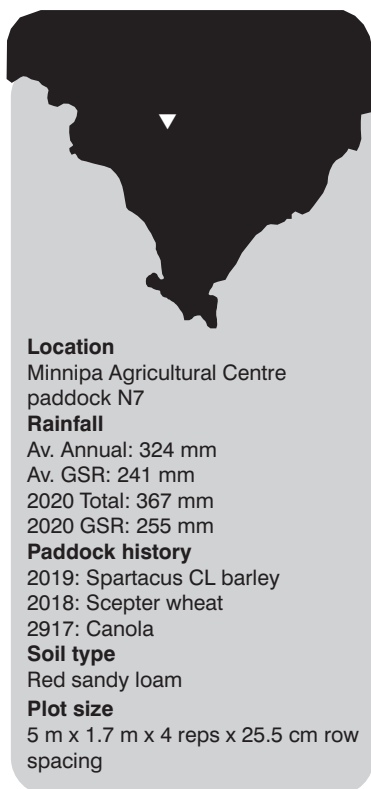 Location
Minnipa Agricultural Centre
paddock N7
Rainfall
Av. Annual: 324 mm
Av. GSR: 241 mm
2020 Total: 367 mm
2020 GSR: 255 mm
Paddock history
2019: Spartacus CL barley
2018: Scepter wheat
2917: Canola
Soil type
Red sandy loam
Plot size
5 m x 1.7 m x 4 reps x 25.5 cm row
spacing